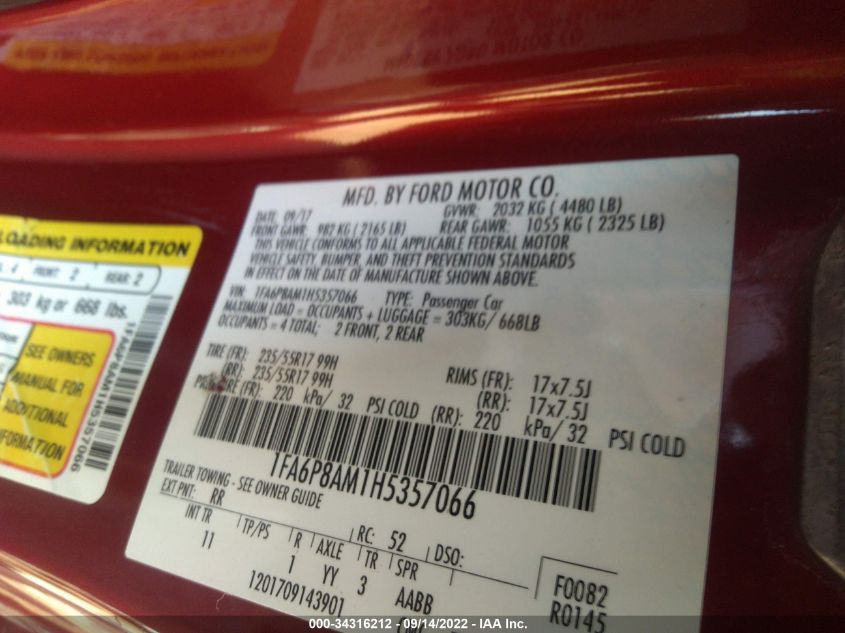 MFD. BY FORD MOTOR CO.
DATE: 09/17 GVWR: 2032 KG ( 4480 LB)
FRONT GAWR: 982 KG ( 2165 LB) REAR GAWR: 1055 KG ( 2325 LB)
THIS VEHICLE CONFORMS TO ALL APPLICABLE FEDERAL MOTOR
VEHICLE SAFETY, BUMPER, AND THEFT PREVENTION STANDARDS
IN EFFECT ON THE DATE OF MANUFACTURE SHOWN ABOVE.
VIN: 1FA6P8AM1H5357066 TYPE: Passenger Car
MAXIMUM LOAD = OCCUPANTS + LUGGAGE = 303KG/ 668LB
OCCUPANTS = 4 TOTAL; 2 FRONT, 2 REAR
TIRE (FR): 235/55R17 99H RIMS (FR): 17x7.5J
(RR): 235/55R17 99H (RR): 17x7.5J
PRESSURE (FR): 220 kPa/ 32 PSI COLD (RR): 220 kPa/ 32 PSI COLD
1FA6P8AM1H5357066
TRAILER TOWING - SEE OWNER GUIDE
EXT PNT: RR RC: 52 DSO:
INT TR TP/PS R AXLE TR SPR
11 1 YY 3 AABB
1201709143901
F0082
R0145
LOADING INFORMATION
4 FRONT: 2 REAR: 2
303 kg or 668 lbs.
SEE OWNERS
MANUAL FOR
ADDITIONAL
INFORMATION
1FA6P8AM1H5357066
000-34316212 - 09/14/2022 - IAA Inc.